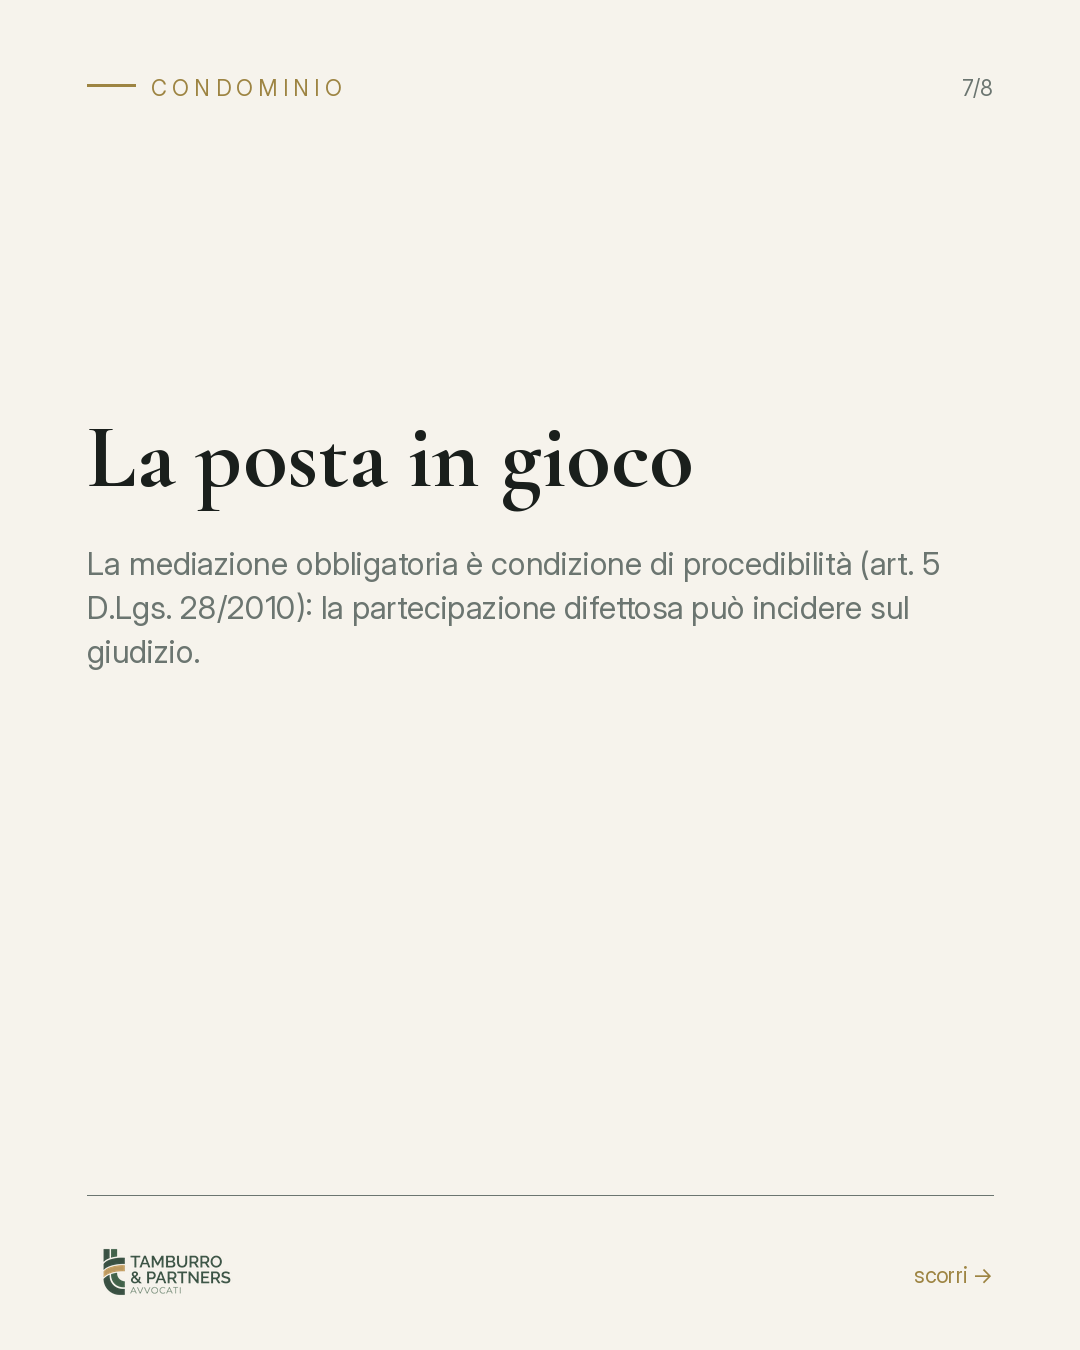 CONDOMINIO
7/8
La posta in gioco
La mediazione obbligatoria è condizione di procedibilità (art. 5
D.Lgs. 28/2010): la partecipazione difettosa può incidere sul
giudizio.
TAMBURRO
& PARTNERS
AVVOCATI
scorri →